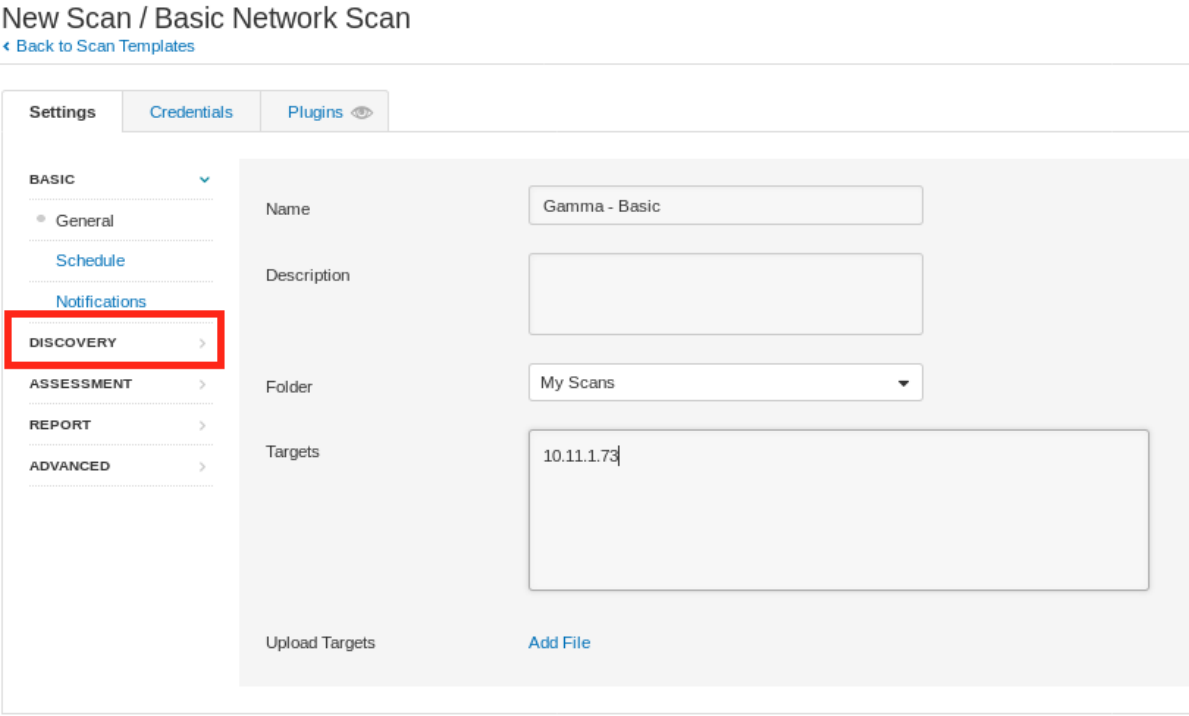 New Scan / Basic Network Scan
Back to Scan Templates
Settings
Credentials
Plugins
BASIC
General
Schedule
Notifications
DISCOVERY
ASSESSMENT
REPORT
ADVANCED
Name
Gamma - Basic
Description
Folder
My Scans
Targets
10.11.1.73
Upload Targets
Add File